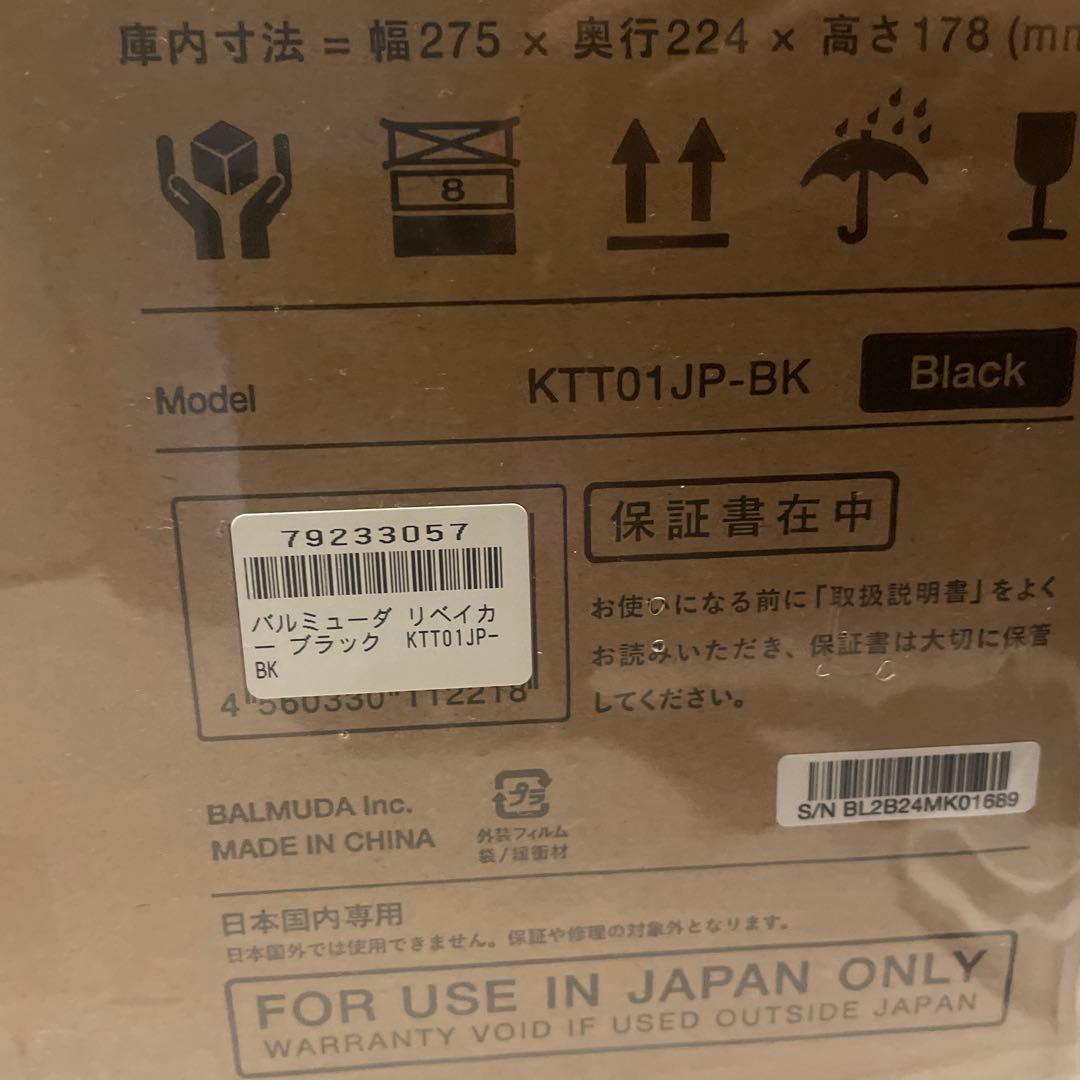 庫内寸法 = 幅275 × 奥行224 × 高さ178 (mm
8
Model KTT01JP-BK Black
79233057
バルミューダ リベイカ
ー ブラック KTT01JP-
BK
4 560330 112218
保証書在中
お使いになる前に「取扱説明書」をよく
お読みいただき、保証書は大切に保管
してください。
BALMUDA Inc.
MADE IN CHINA
プラ
外装フィルム
袋/緩衝材
S/N BL2B24MK01689
日本国内専用
日本国外では使用できません。保証や修理の対象外となります。
FOR USE IN JAPAN ONLY
WARRANTY VOID IF USED OUTSIDE JAPAN